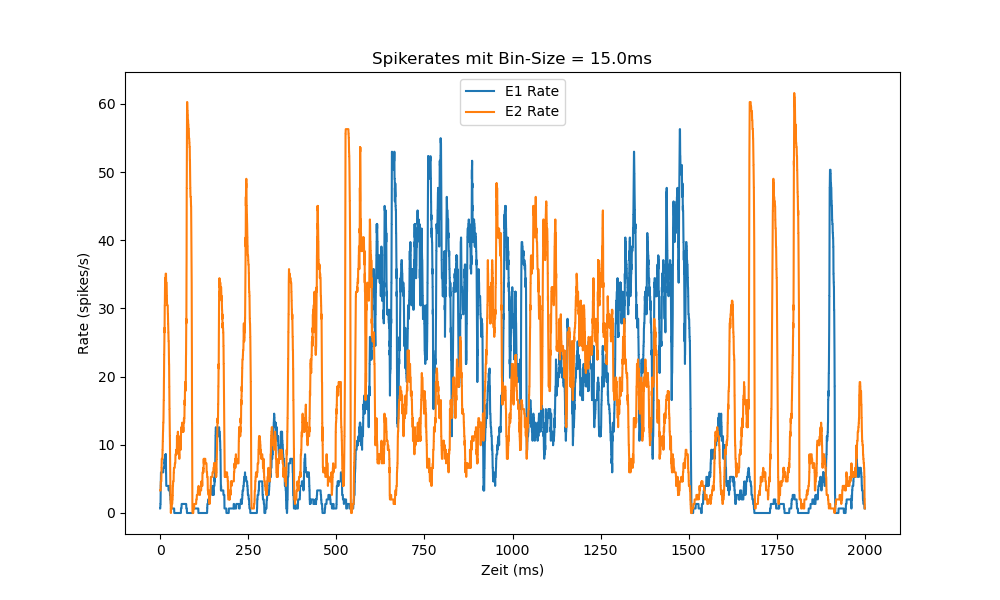 Spikerates mit Bin-Size = 15.0ms
E1 Rate
E2 Rate
Rate (spikes/s)
60
50
40
30
20
10
0
0 250 500 750 1000 1250 1500 1750 2000
Zeit (ms)